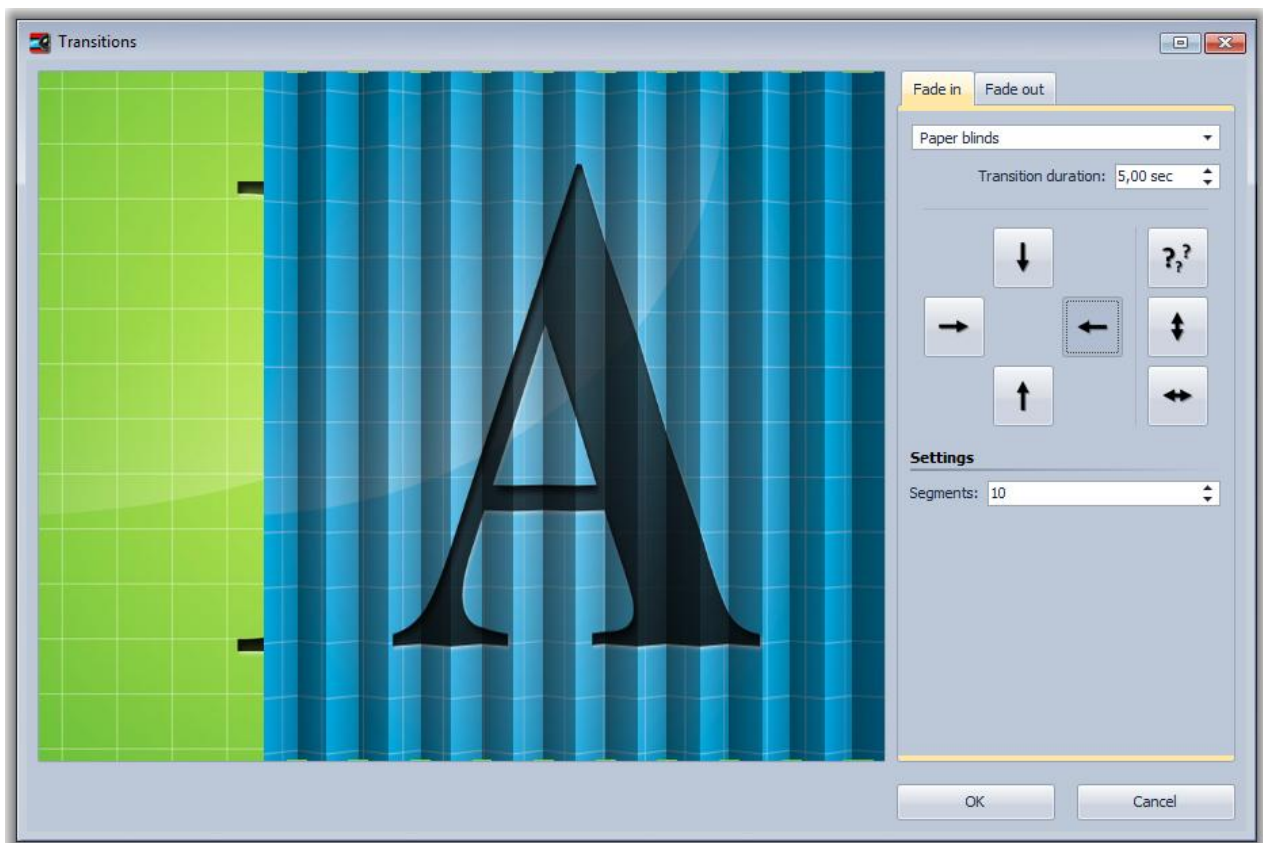 Transitions
Fade in Fade out
Paper blinds
Transition duration: 5,00 sec
???
A
Settings
Segments: 10
OK Cancel